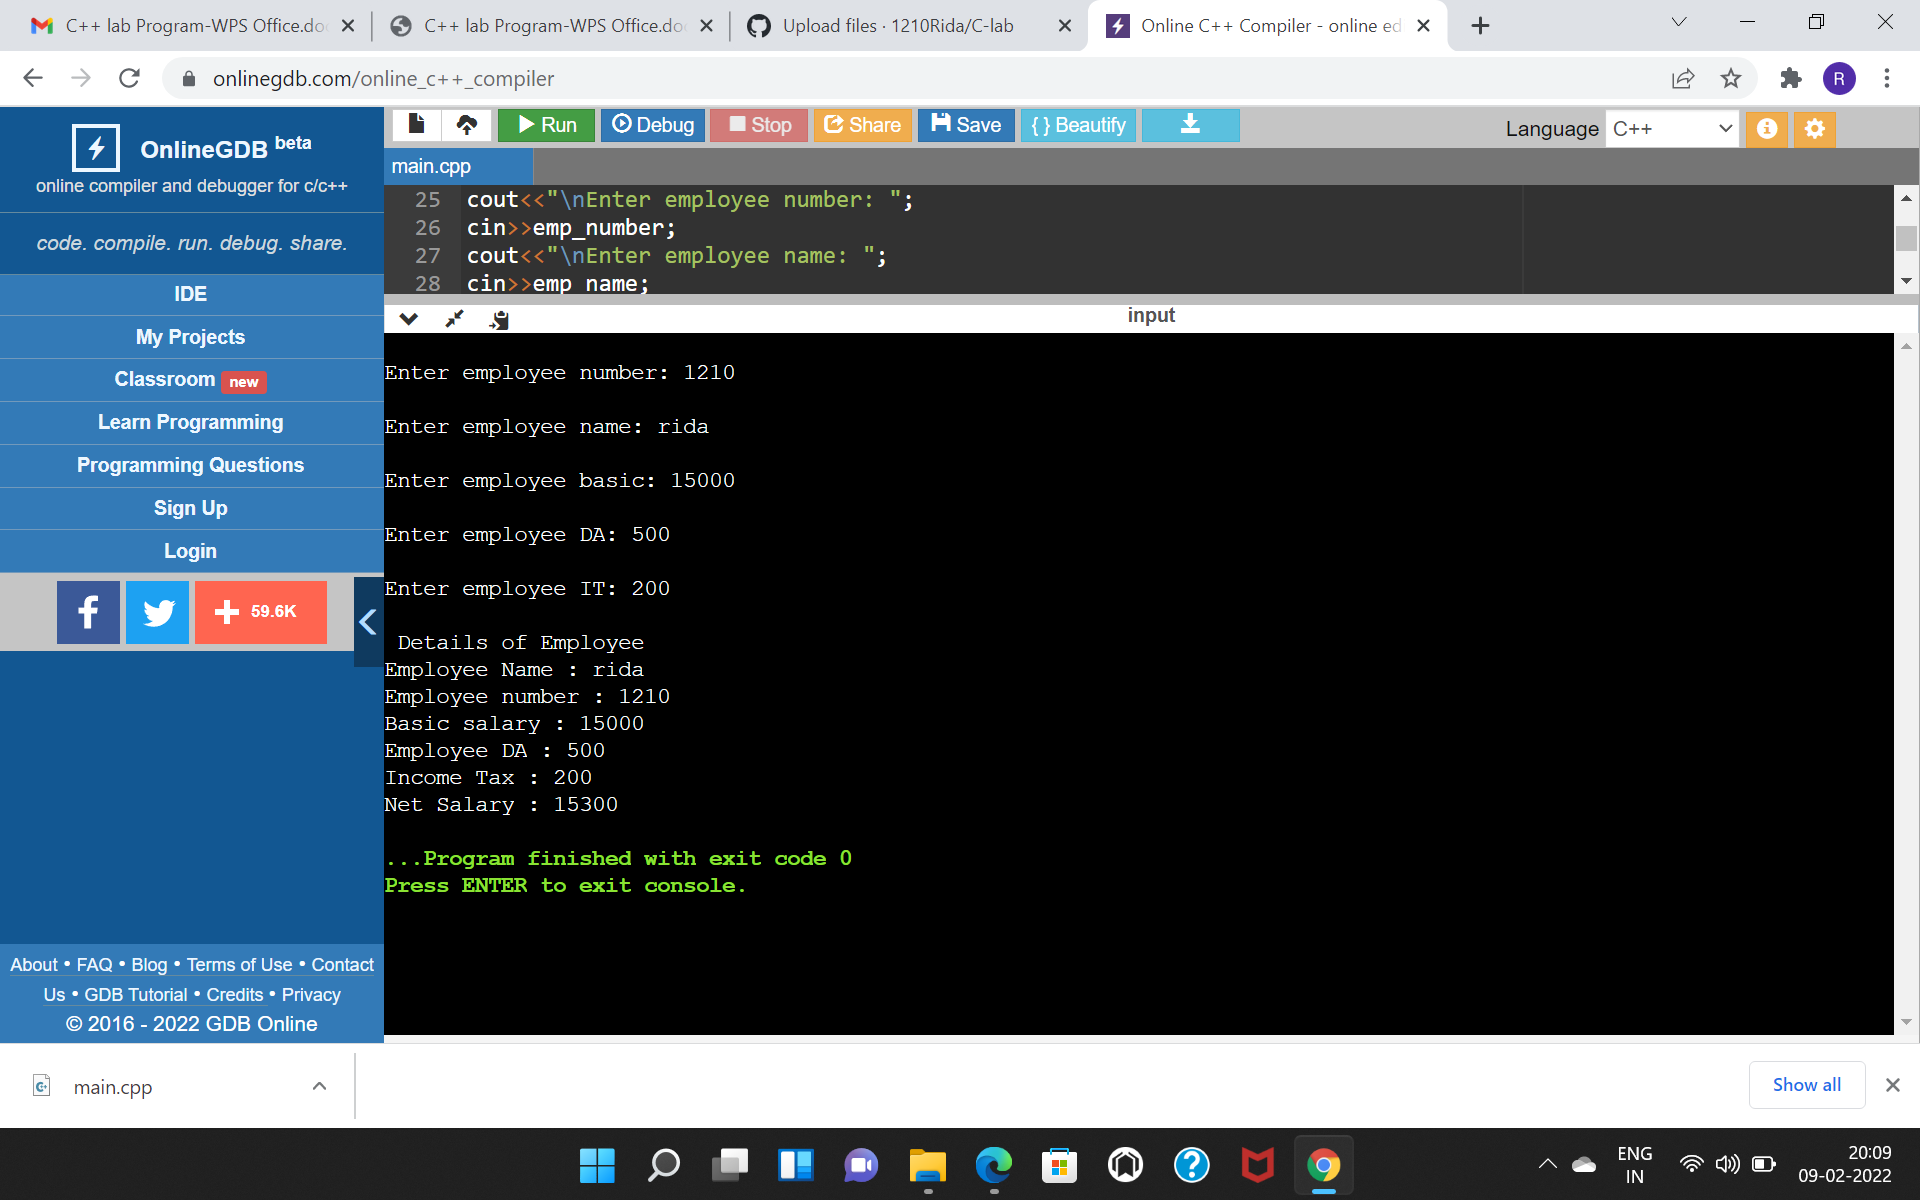 C++ lab Program-WPS Office.do
C++ lab Program-WPS Office.do
Upload files · 1210Rida/C-lab
Online C++ Compiler - online ed
onlinegdb.com/online_c++_compiler
R
OnlineGDB beta
online compiler and debugger for c/c++
code. compile. run. debug. share.
IDE
My Projects
Classroom new
Learn Programming
Programming Questions
Sign Up
Login
f
59.6K
About • FAQ • Blog • Terms of Use • Contact
Us • GDB Tutorial • Credits • Privacy
© 2016 - 2022 GDB Online
Run Debug Stop Share Save { } Beautify
Language C++
main.cpp
25 cout<<"\nEnter employee number: ";
26 cin>>emp_number;
27 cout<<"\nEnter employee name: ";
28 cin>>emp_name;
input
Enter employee number: 1210
Enter employee name: rida
Enter employee basic: 15000
Enter employee DA: 500
Enter employee IT: 200
Details of Employee
Employee Name : rida
Employee number : 1210
Basic salary : 15000
Employee DA : 500
Income Tax : 200
Net Salary : 15300
...Program finished with exit code 0
Press ENTER to exit console.
main.cpp
Show all
ENG
IN
20:09
09-02-2022